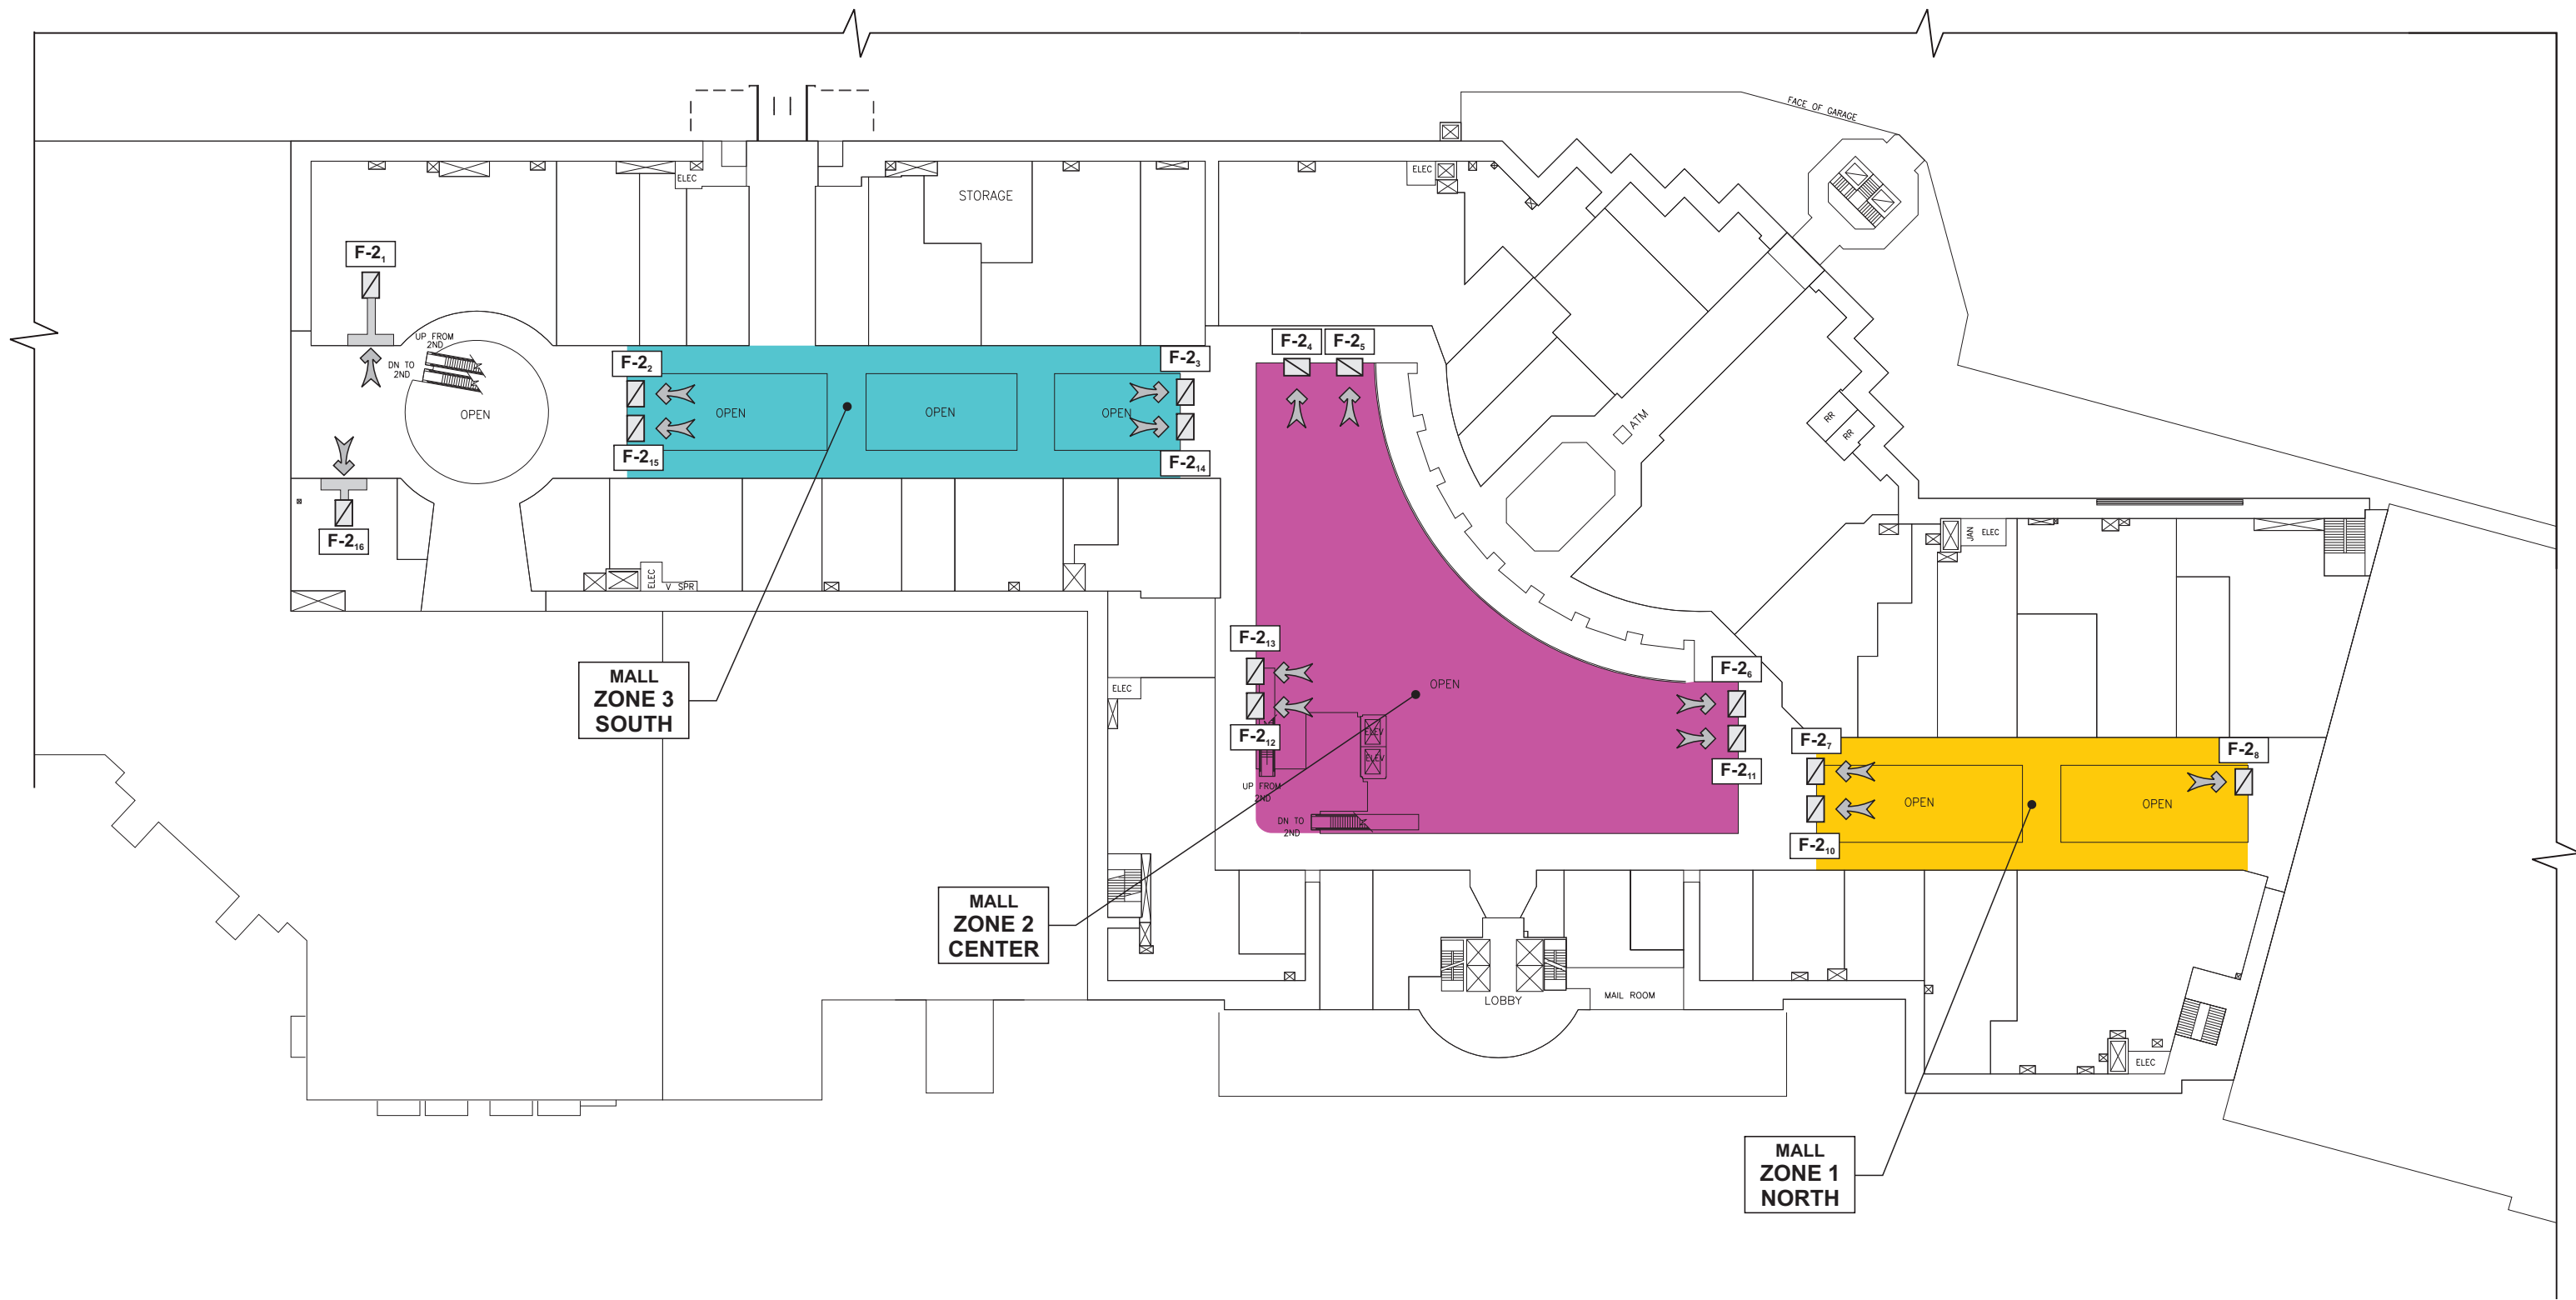 FACE OF GARAGE
ELEC
STORAGE
ELEC
F-2₁
UP FROM
2ND
DN TO
2ND
OPEN
F-2₂
F-2₃
F-2₄
F-2₅
OPEN
OPEN
OPEN
F-2₁₅
F-2₁₄
ATM
RR
RR
F-2₁₆
ELEC
V SPR
JAN
ELEC
F-2₁₃
F-2₆
MALL
ZONE 3
SOUTH
ELEC
OPEN
F-2₁₂
ELEV
ELEV
F-2₁₁
F-2₇
F-2₈
UP FROM
2ND
DN TO
2ND
OPEN
OPEN
F-2₁₀
MALL
ZONE 2
CENTER
LOBBY
MAIL ROOM
ELEC
MALL
ZONE 1
NORTH